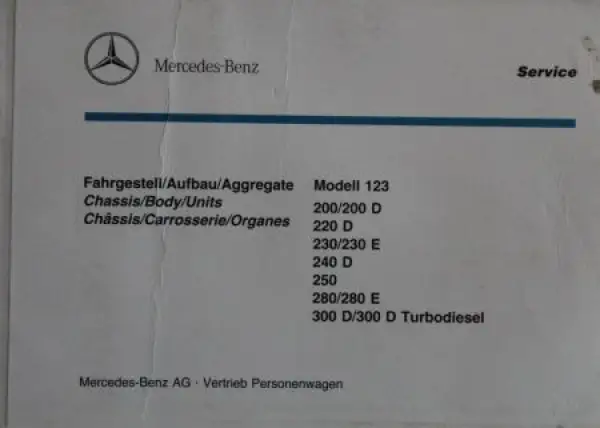 Mercedes-Benz
Service
Fahrgestell/Aufbau/Aggregate
Chassis/Body/Units
Châssis/Carrosserie/Organes
Modell 123
200/200 D
220 D
230/230 E
240 D
250
280/280 E
300 D/300 D Turbodiesel
Mercedes-Benz AG · Vertrieb Personenwagen